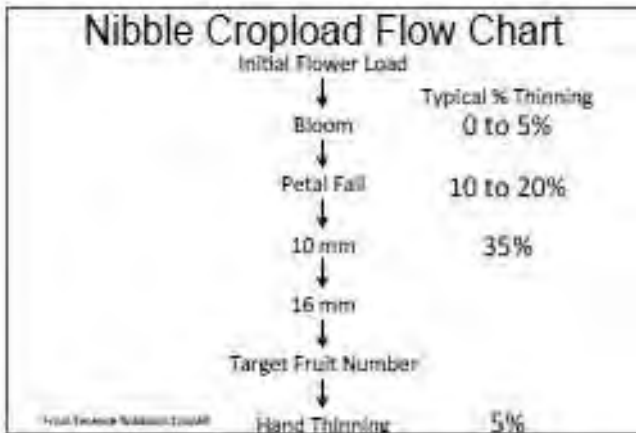 Nibble Cropload Flow Chart
Initial Flower Load
Typical % Thinning
Bloom 0 to 5%
Petal Fall 10 to 20%
10 mm 35%
16 mm
Target Fruit Number
Hand Thinning 5%